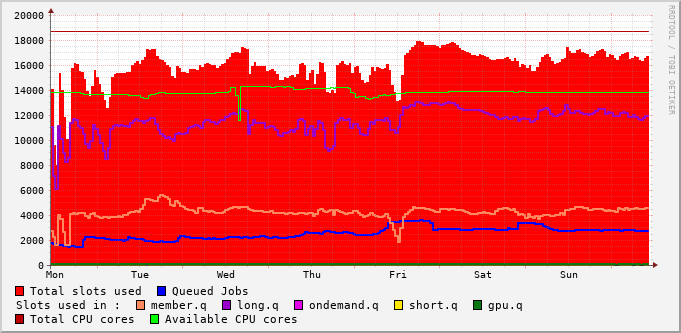 20000
18000
16000
14000
12000
10000
8000
6000
4000
2000
0
Mon Tue Wed Thu Fri Sat Sun
Total slots used Queued Jobs
Slots used in : member.q long.q ondemand.q short.q gpu.q
Total CPU cores Available CPU cores
RRDTOOL / TOBI OETIKER